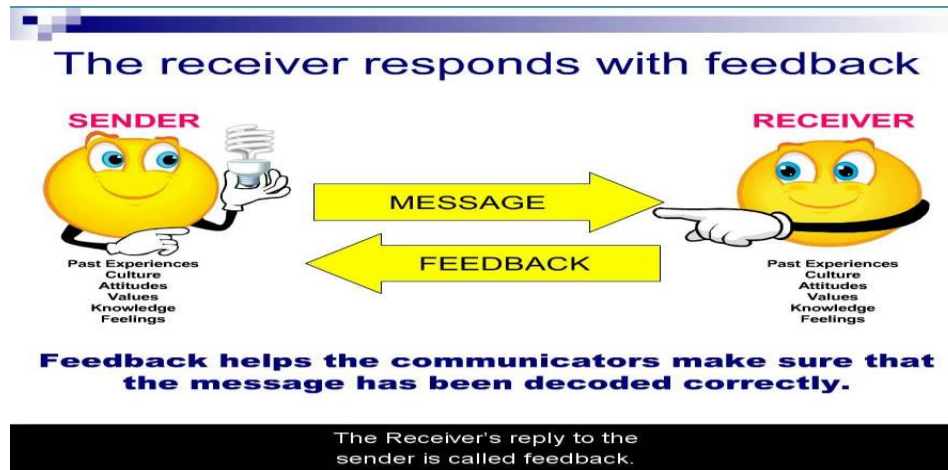 The receiver responds with feedback
SENDER
RECEIVER
MESSAGE
FEEDBACK
Past Experiences
Culture
Attitudes
Values
Knowledge
Feelings
Past Experiences
Culture
Attitudes
Values
Knowledge
Feelings
Feedback helps the communicators make sure that
the message has been decoded correctly.
The Receiver's reply to the
sender is called feedback.